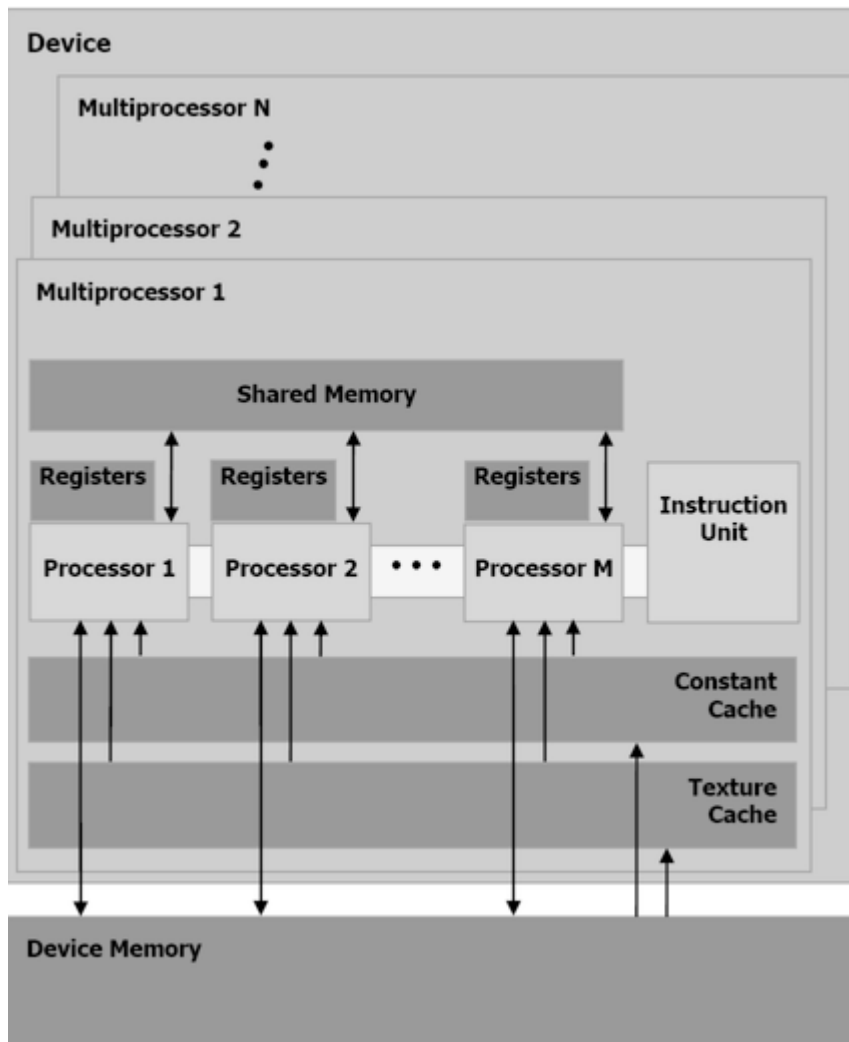 Device
Multiprocessor N
Multiprocessor 2
Multiprocessor 1
Shared Memory
Registers
Registers
Registers
Instruction
Unit
Processor 1
Processor 2
Processor M
Constant
Cache
Texture
Cache
Device Memory